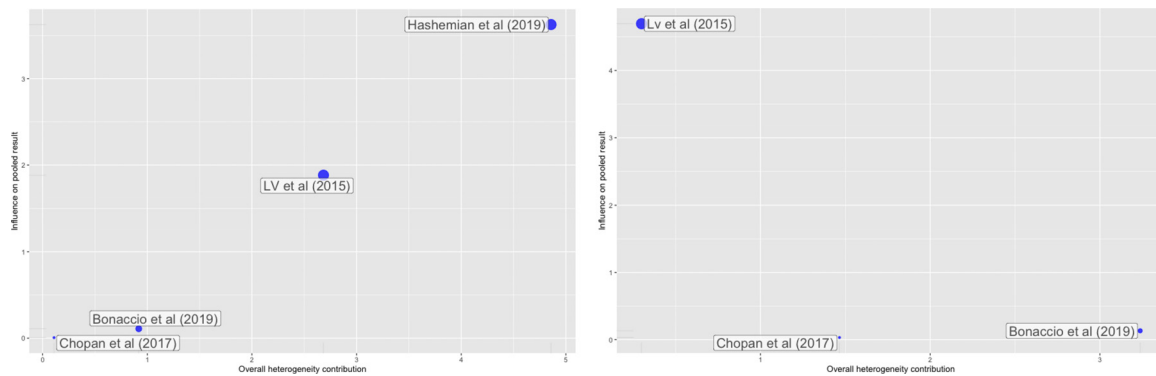 Hashemian et al (2019)
LV et al (2015)
Bonaccio et al (2019)
Chopan et al (2017)
Influence on pooled result
3
2
1
0
0 1 2 3 4 5
Overall heterogeneity contribution
Lv et al (2015)
Bonaccio et al (2019)
Chopan et al (2017)
Influence on pooled result
4
3
2
1
0
1 2 3
Overall heterogeneity contribution